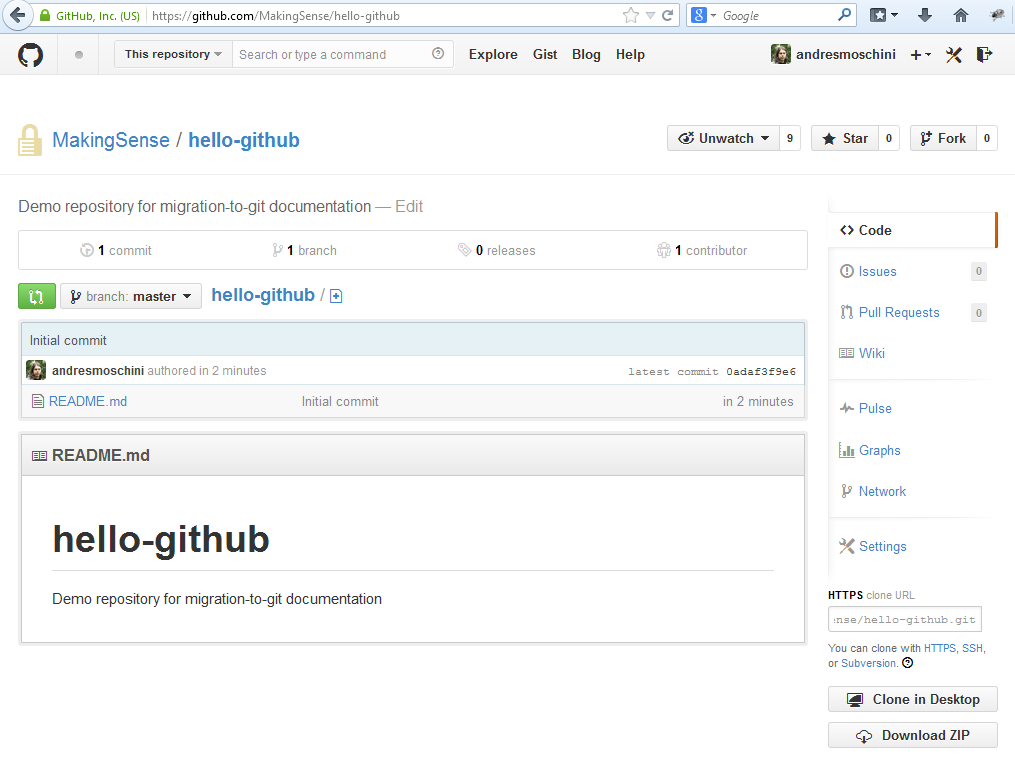 GitHub, Inc. (US) https://github.com/MakingSense/hello-github Google
This repository Search or type a command Explore Gist Blog Help andresmoschini
MakingSense / hello-github Unwatch 9 Star 0 Fork 0
Demo repository for migration-to-git documentation — Edit
1 commit 1 branch 0 releases 1 contributor
branch: master hello-github /
Initial commit
andresmoschini authored in 2 minutes latest commit 0adaf3f9e6
README.md Initial commit in 2 minutes
README.md
hello-github
Demo repository for migration-to-git documentation
Code
Issues 0
Pull Requests 0
Wiki
Pulse
Graphs
Network
Settings
HTTPS clone URL
nse/hello-github.git
You can clone with HTTPS, SSH,
or Subversion.
Clone in Desktop
Download ZIP